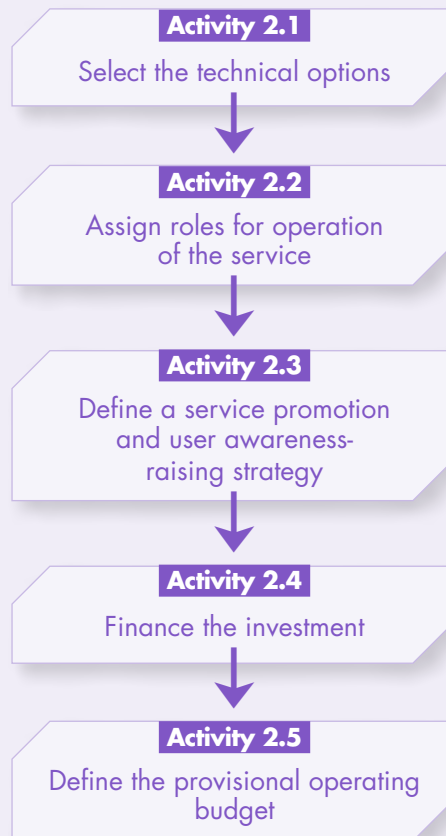 Activity 2.1
Select the technical options
Activity 2.2
Assign roles for operation
of the service
Activity 2.3
Define a service promotion
and user awareness-
raising strategy
Activity 2.4
Finance the investment
Activity 2.5
Define the provisional operating
budget